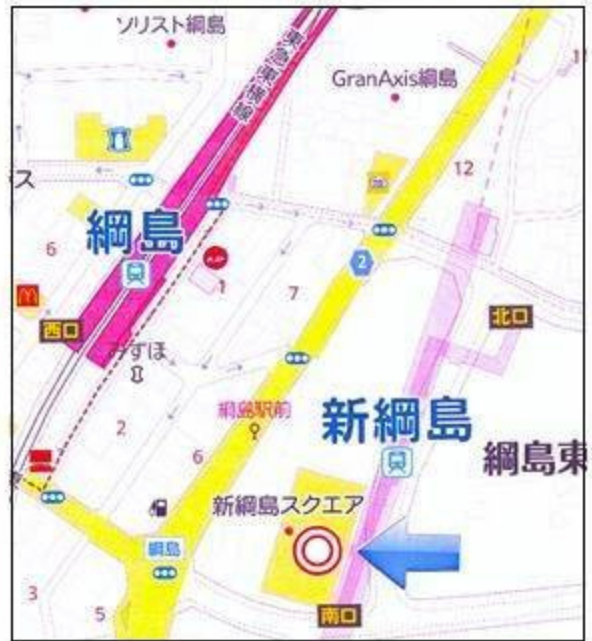 ソリスト綱島
東急東横線
GranAxis綱島
11
12
ス
綱島
6
1
7
2
西口
北口
みずほ
2
綱島駅前
新綱島
綱島東
6
新綱島スクエア
綱島
3
5
南口